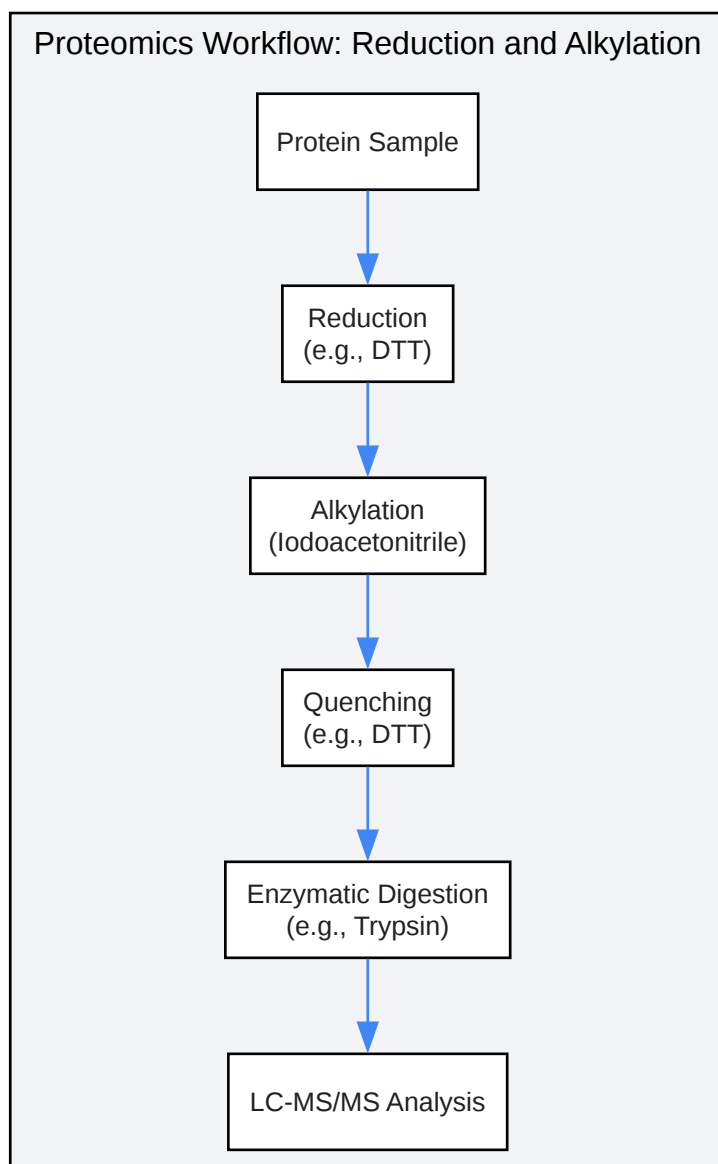 Proteomics Workflow: Reduction and Alkylation
Protein Sample
Reduction
(e.g., DTT)
Alkylation
(Iodoacetonitrile)
Quenching
(e.g., DTT)
Enzymatic Digestion
(e.g., Trypsin)
LC-MS/MS Analysis